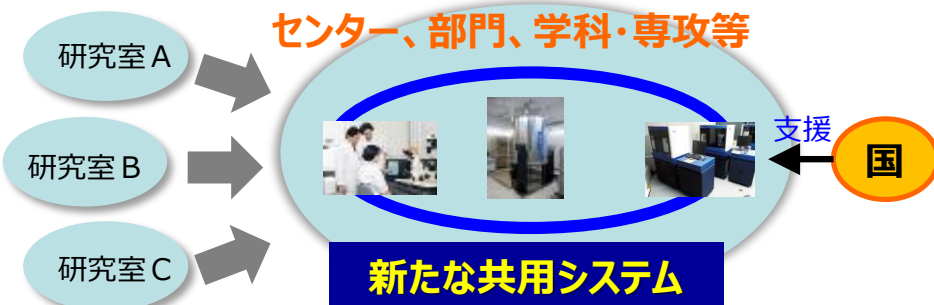 センター、部門、学科・専攻等
研究室A
研究室B
研究室C
支援
国
新たな共用システム